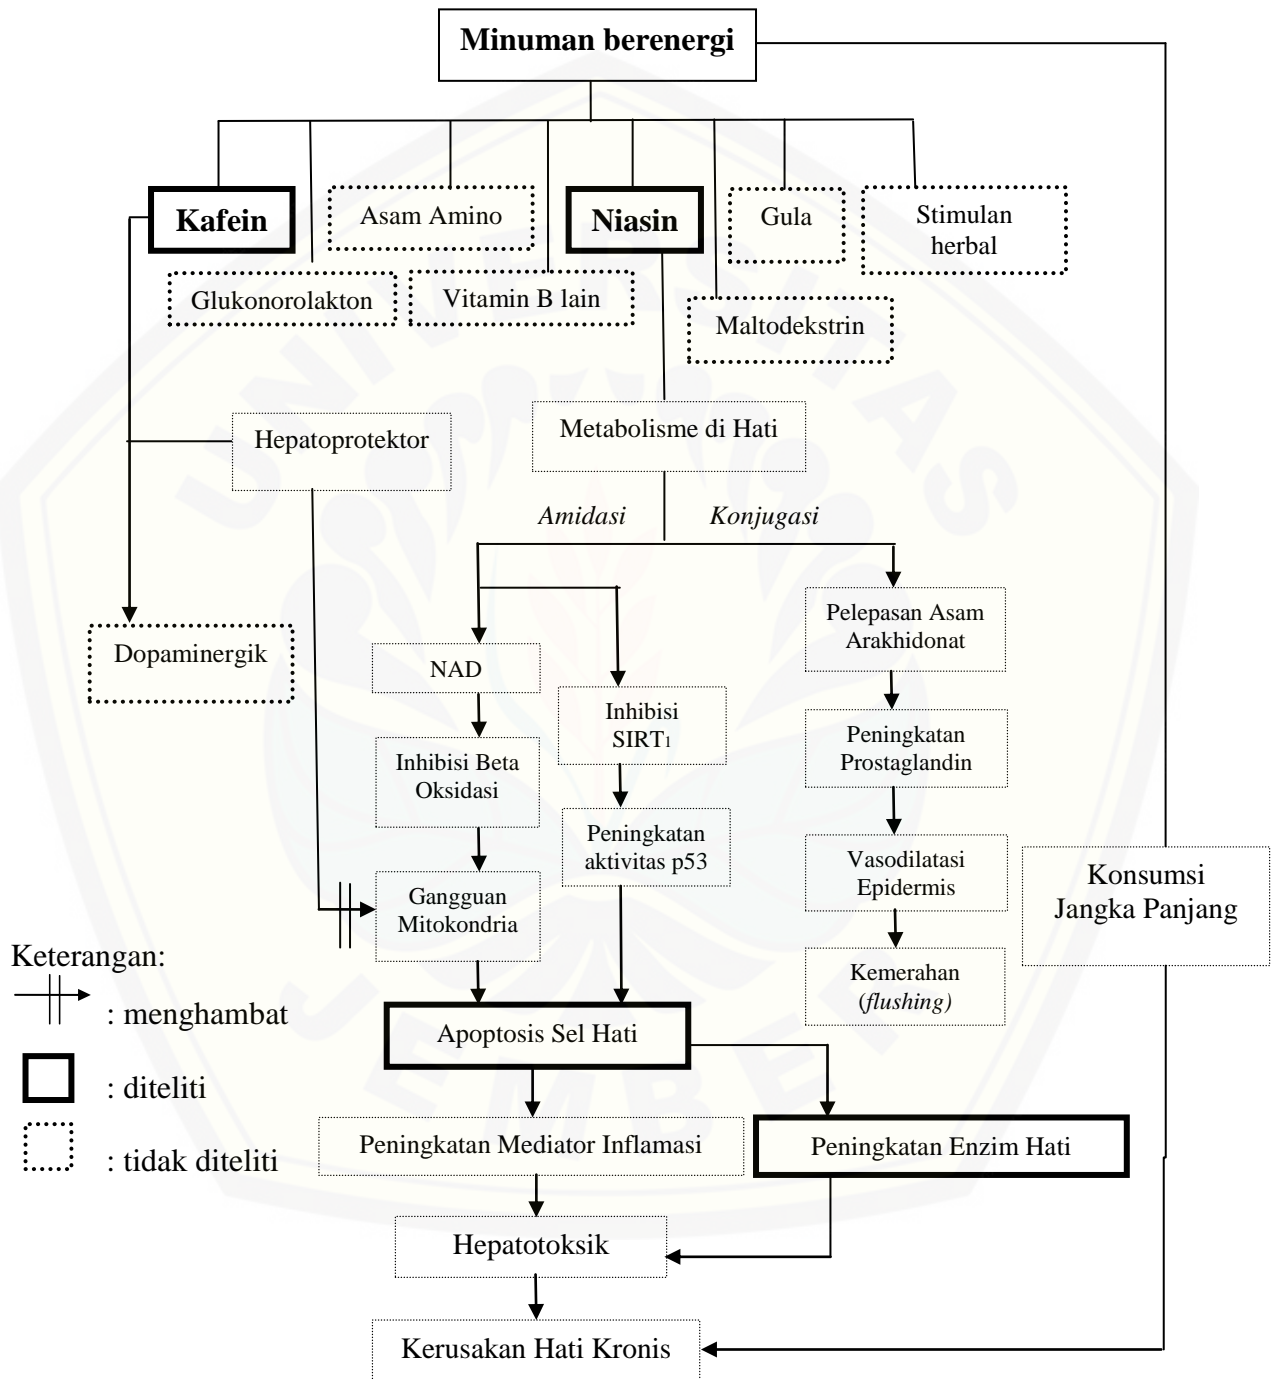 Minuman berenergi
Kafein
Asam Amino
Niasin
Gula
Stimulan
herbal
Glukonorolakton
Vitamin B lain
Maltodekstrin
Hepatoprotektor
Metabolisme di Hati
Amidasi
Konjugasi
Dopaminergik
NAD
Inhibisi
SIRT1
Pelepasan Asam
Arakhidonat
Inhibisi Beta
Oksidasi
Peningkatan
aktivitas p53
Peningkatan
Prostaglandin
Gangguan
Mitokondria
Vasodilatasi
Epidermis
Konsumsi
Jangka Panjang
Kemerahan
(flushing)
Keterangan:
: menghambat
: diteliti
: tidak diteliti
Apoptosis Sel Hati
Peningkatan Mediator Inflamasi
Peningkatan Enzim Hati
Hepatotoksik
Kerusakan Hati Kronis
UNIVERSITAS
JEMBER